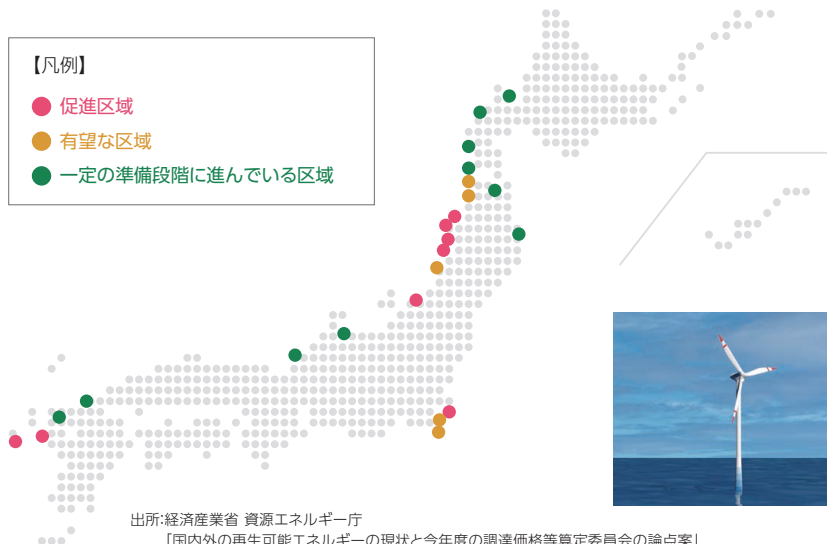 【凡例】
促進区域
有望な区域
一定の準備段階に進んでいる区域
出所:経済産業省 資源エネルギー庁
「国内外の再生可能エネルギーの現状と今年度の調達価格等算定委員会の論点案」